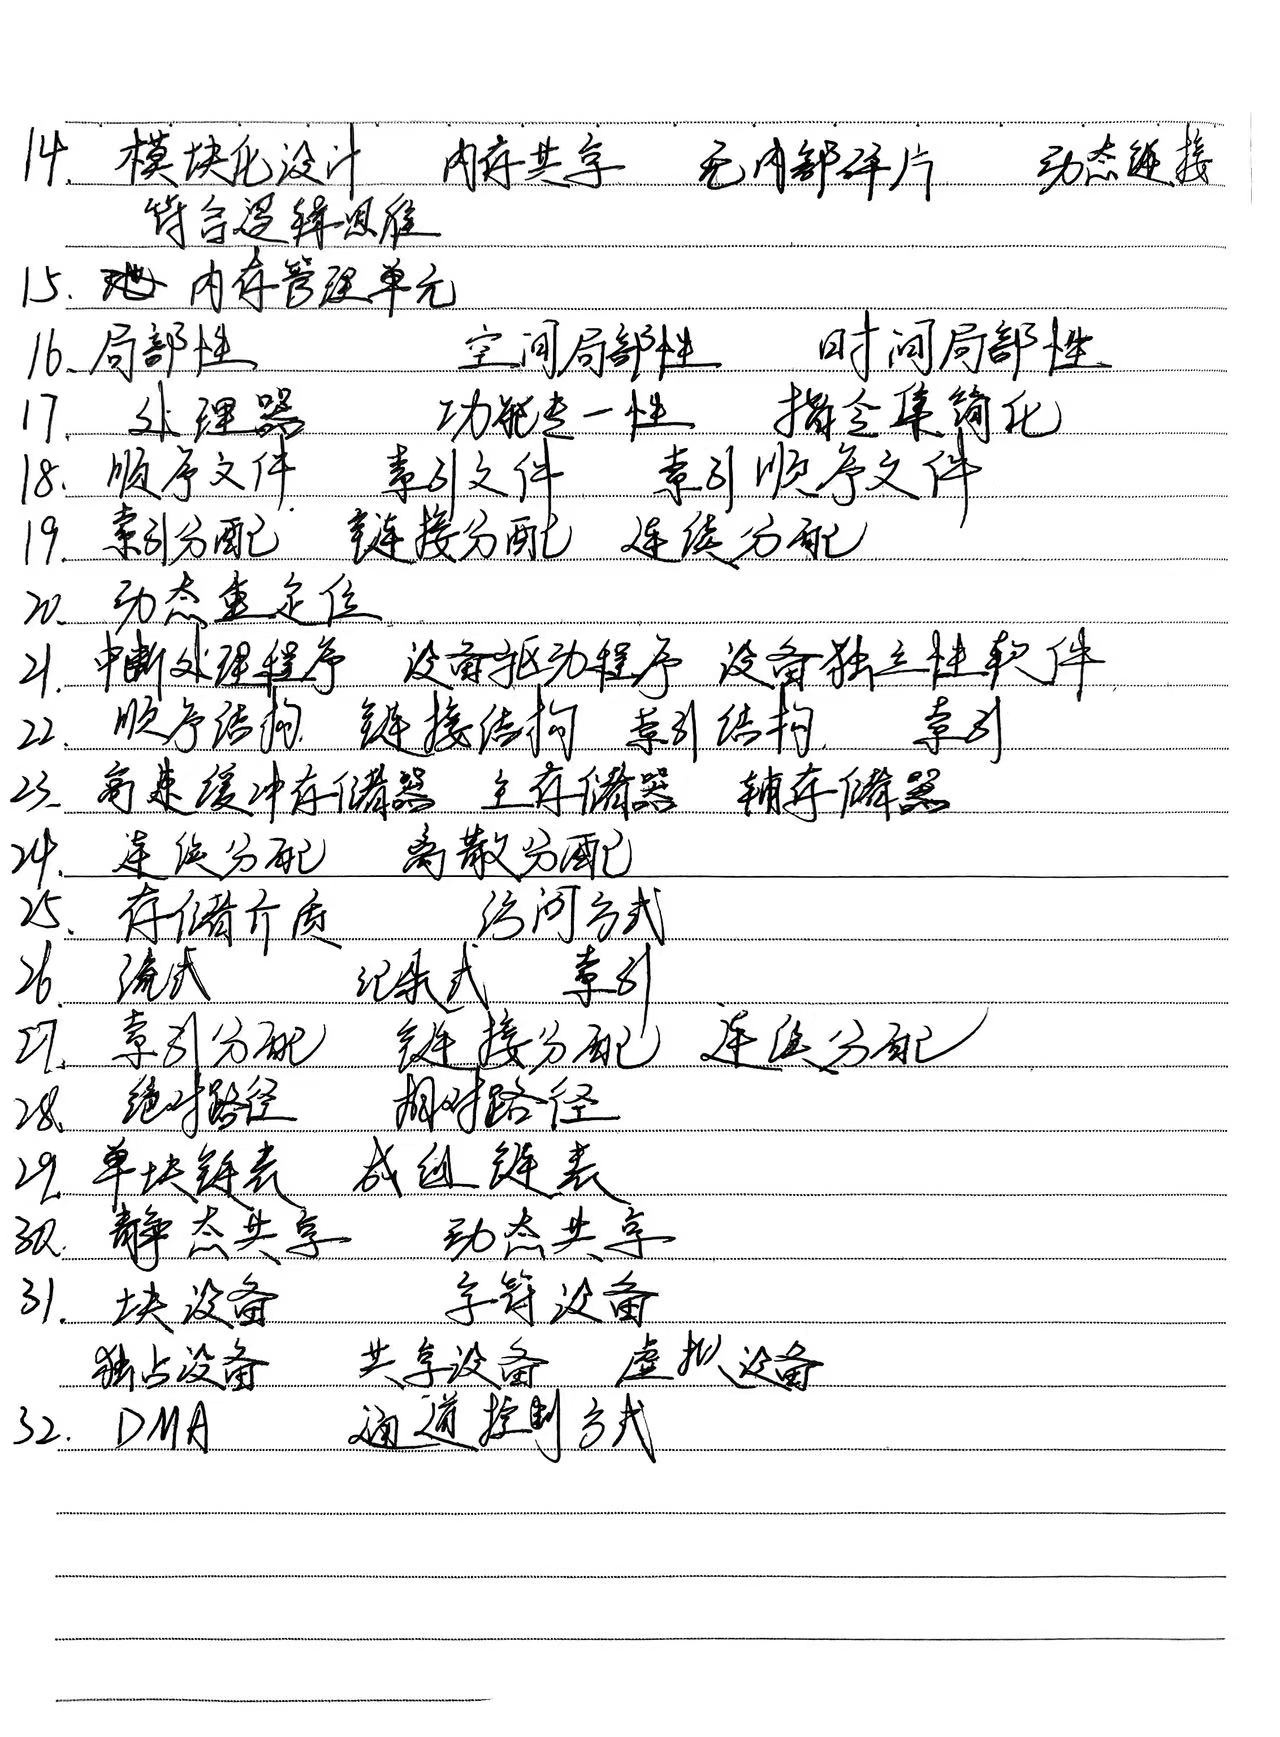 14. 模块化设计 内存共享 无内部碎片 动态链接
符合逻辑思维
15. 内存管理单元
16. 局部性 空间局部性 时间局部性
17. 处理器 功能专一性 指令集简化
18. 顺序文件 索引文件 索引顺序文件
19. 索引分配 链接分配 连续分配
20. 动态重定位
21. 中断处理程序 设备驱动程序 设备独立性软件
22. 顺序结构 链接结构 索引结构 索引
23. 高速缓冲存储器 主存储器 辅存储器
24. 连续分配 离散分配
25. 存储介质 访问方式
26. 流式 记录式 索引
27. 索引分配 链接分配 连续分配
28. 绝对路径 相对路径
29. 单块链表 成组链表
30. 静态共享 动态共享
31. 块设备 字符设备
独占设备 共享设备 虚拟设备
32. DMA 通道控制方式